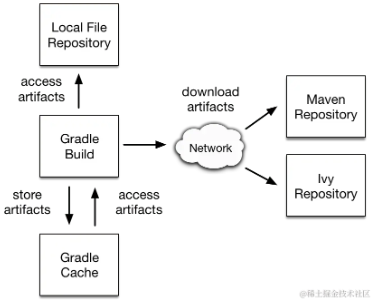 Local File
Repository
access
artifacts
download
artifacts
Maven
Repository
Gradle
Build
Network
Ivy
Repository
store
artifacts
access
artifacts
Gradle
Cache
@稀土掘金技术社区